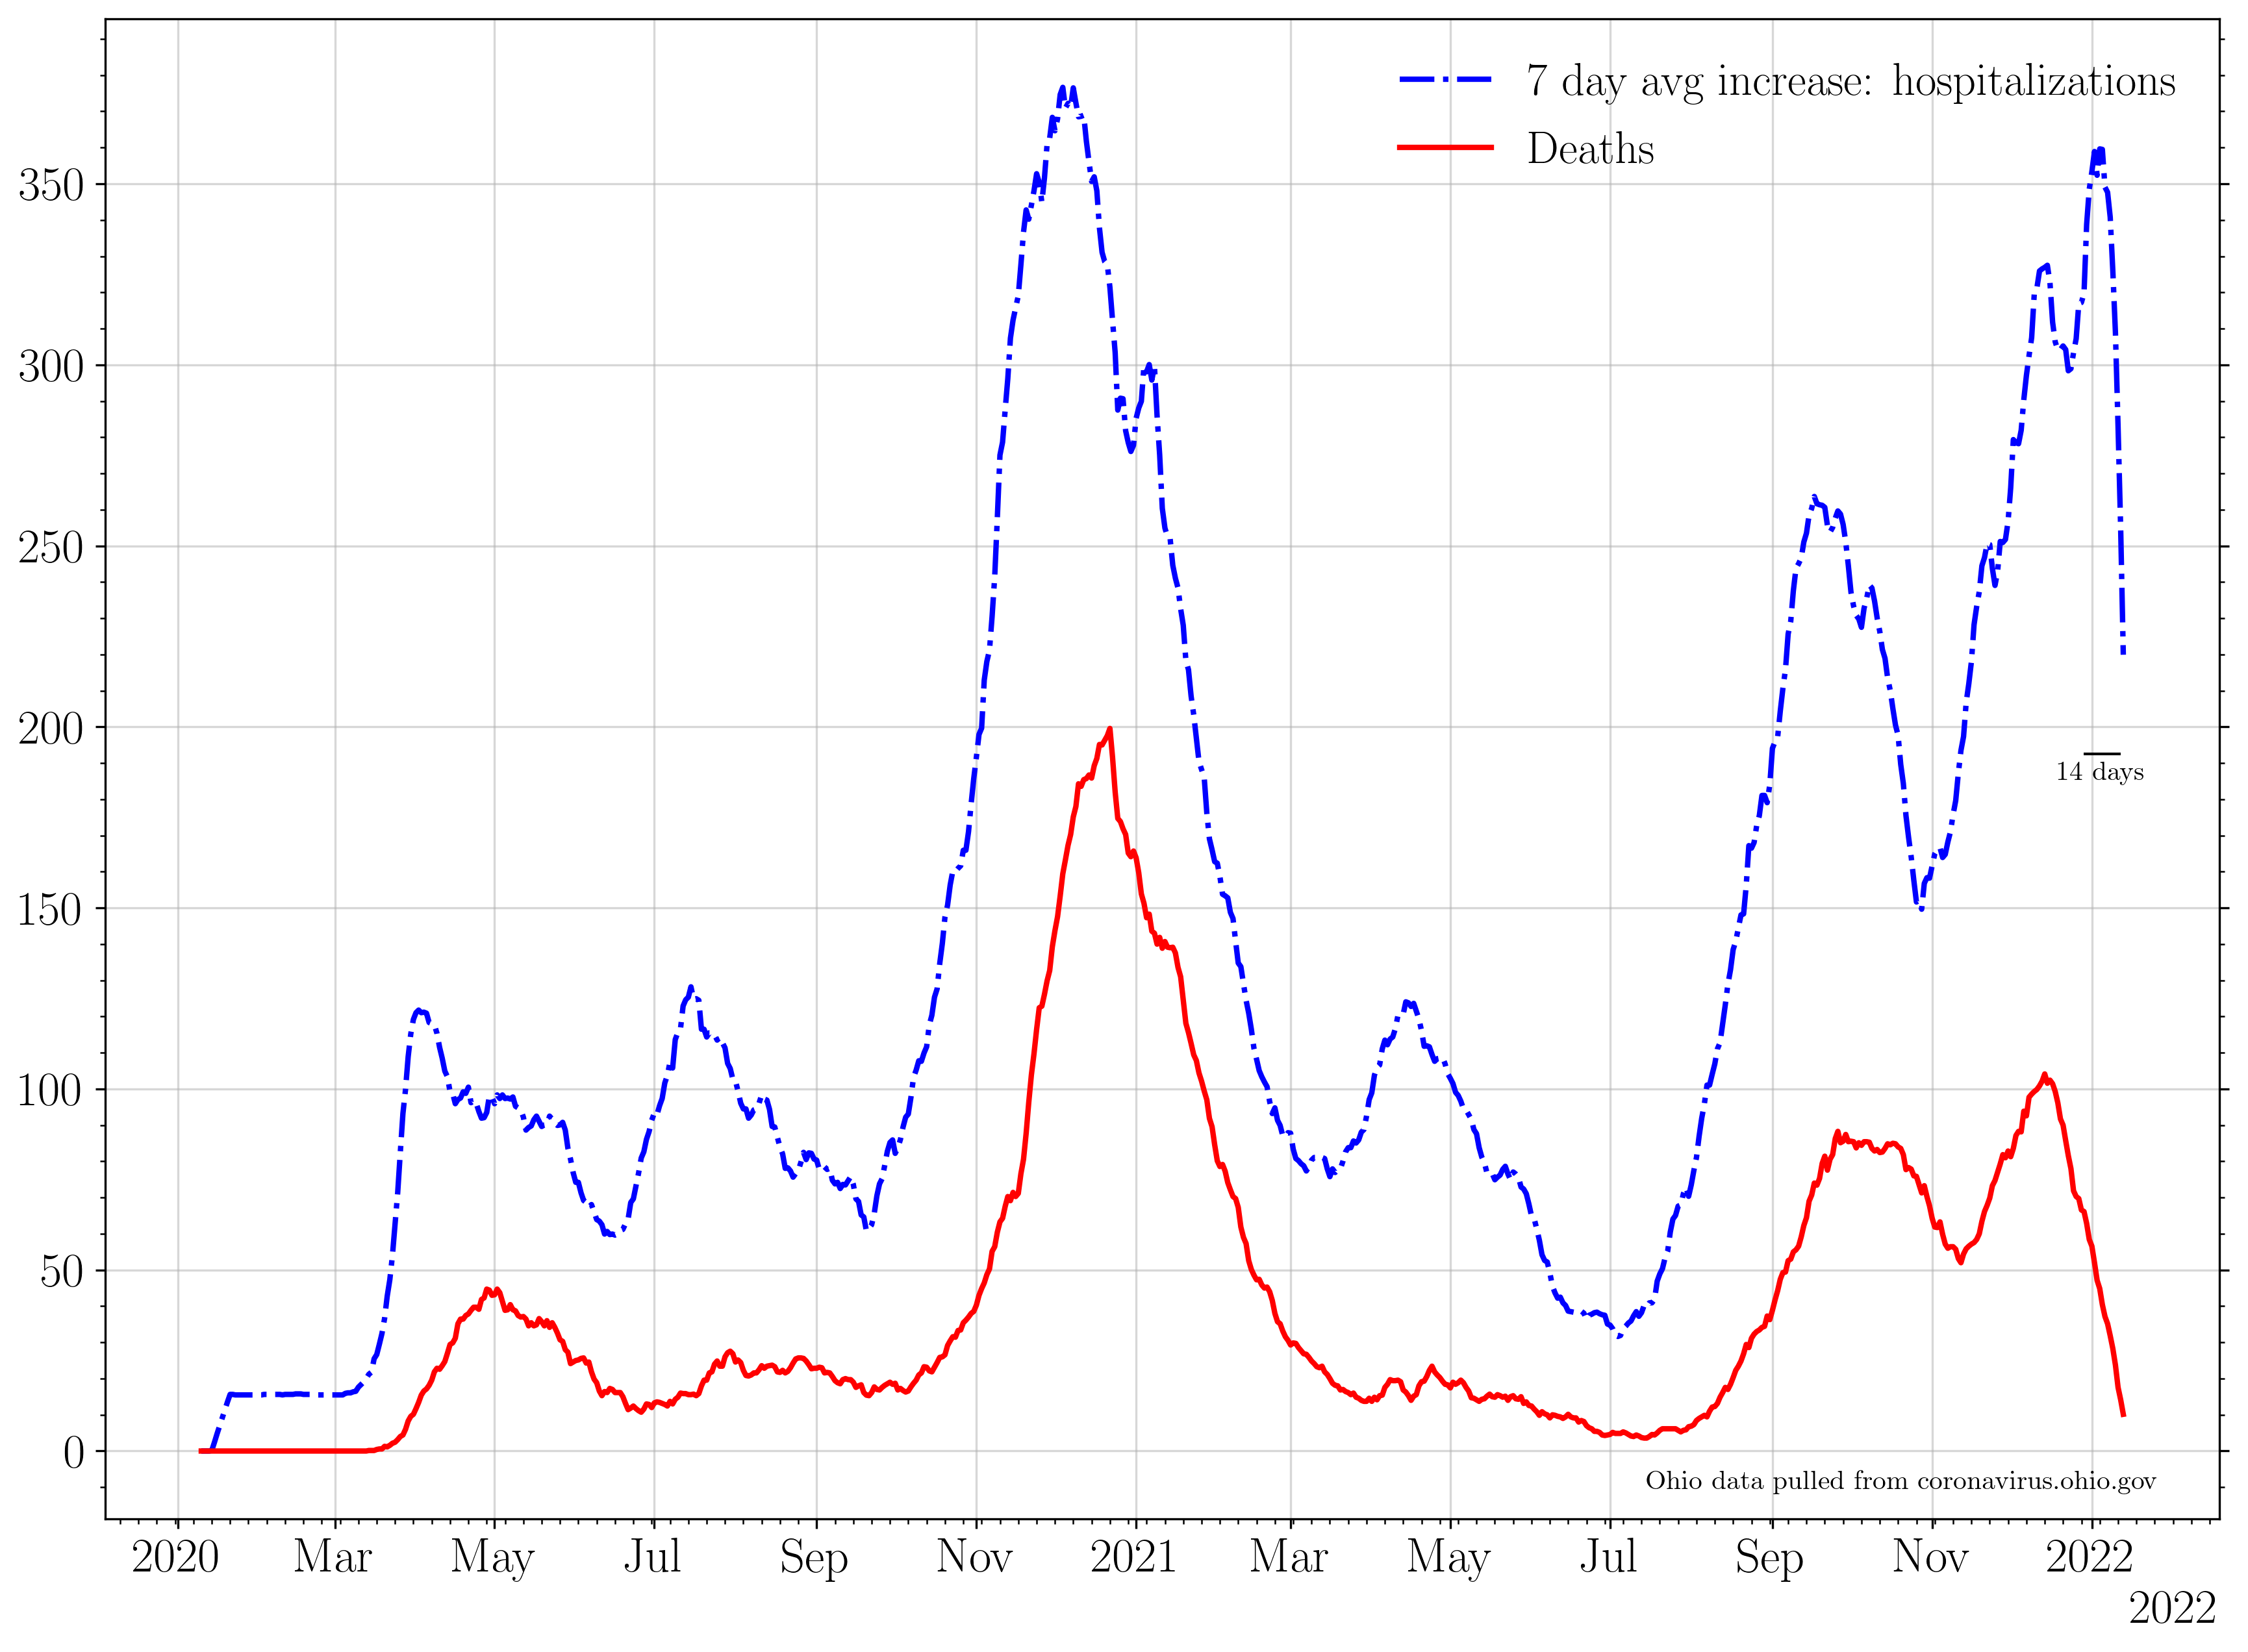 7 day avg increase: hospitalizations
Deaths
350
300
250
200
150
100
50
0
14 days
Ohio data pulled from coronavirus.ohio.gov
2020 Mar May Jul Sep Nov 2021 Mar May Jul Sep Nov 2022
2022